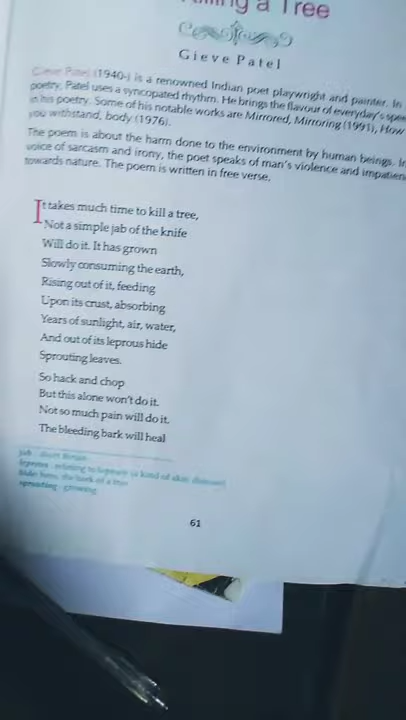 a Tree
Gieve Patel
Gieve Patel (1940-) is a renowned Indian poet playwright and painter. In
poetry, Patel uses a syncopated rhythm. He brings the flavour of everyday's
in his poetry. Some of his notable works are Mirrored, Mirroring (1991), How
you withstand, body (1976).
The poem is about the harm done to the environment by human beings.
voice of sarcasm and irony, the poet speaks of man's violence and
towards nature. The poem is written in free verse.
It takes much time to kill a tree,
Not a simple jab of the knife
Will do it. It has grown
Slowly consuming the earth,
Rising out of it, feeding
Upon its crust, absorbing
Years of sunlight, air, water,
And out of its leprous hide
Sprouting leaves.
So hack and chop
But this alone won't do it.
Not so much pain will do it.
The bleeding bark will heal
jab :
leprous : relating to leprosy (a kind of skin disease)
hide: here, the bark of a tree
sprouting : growing
61